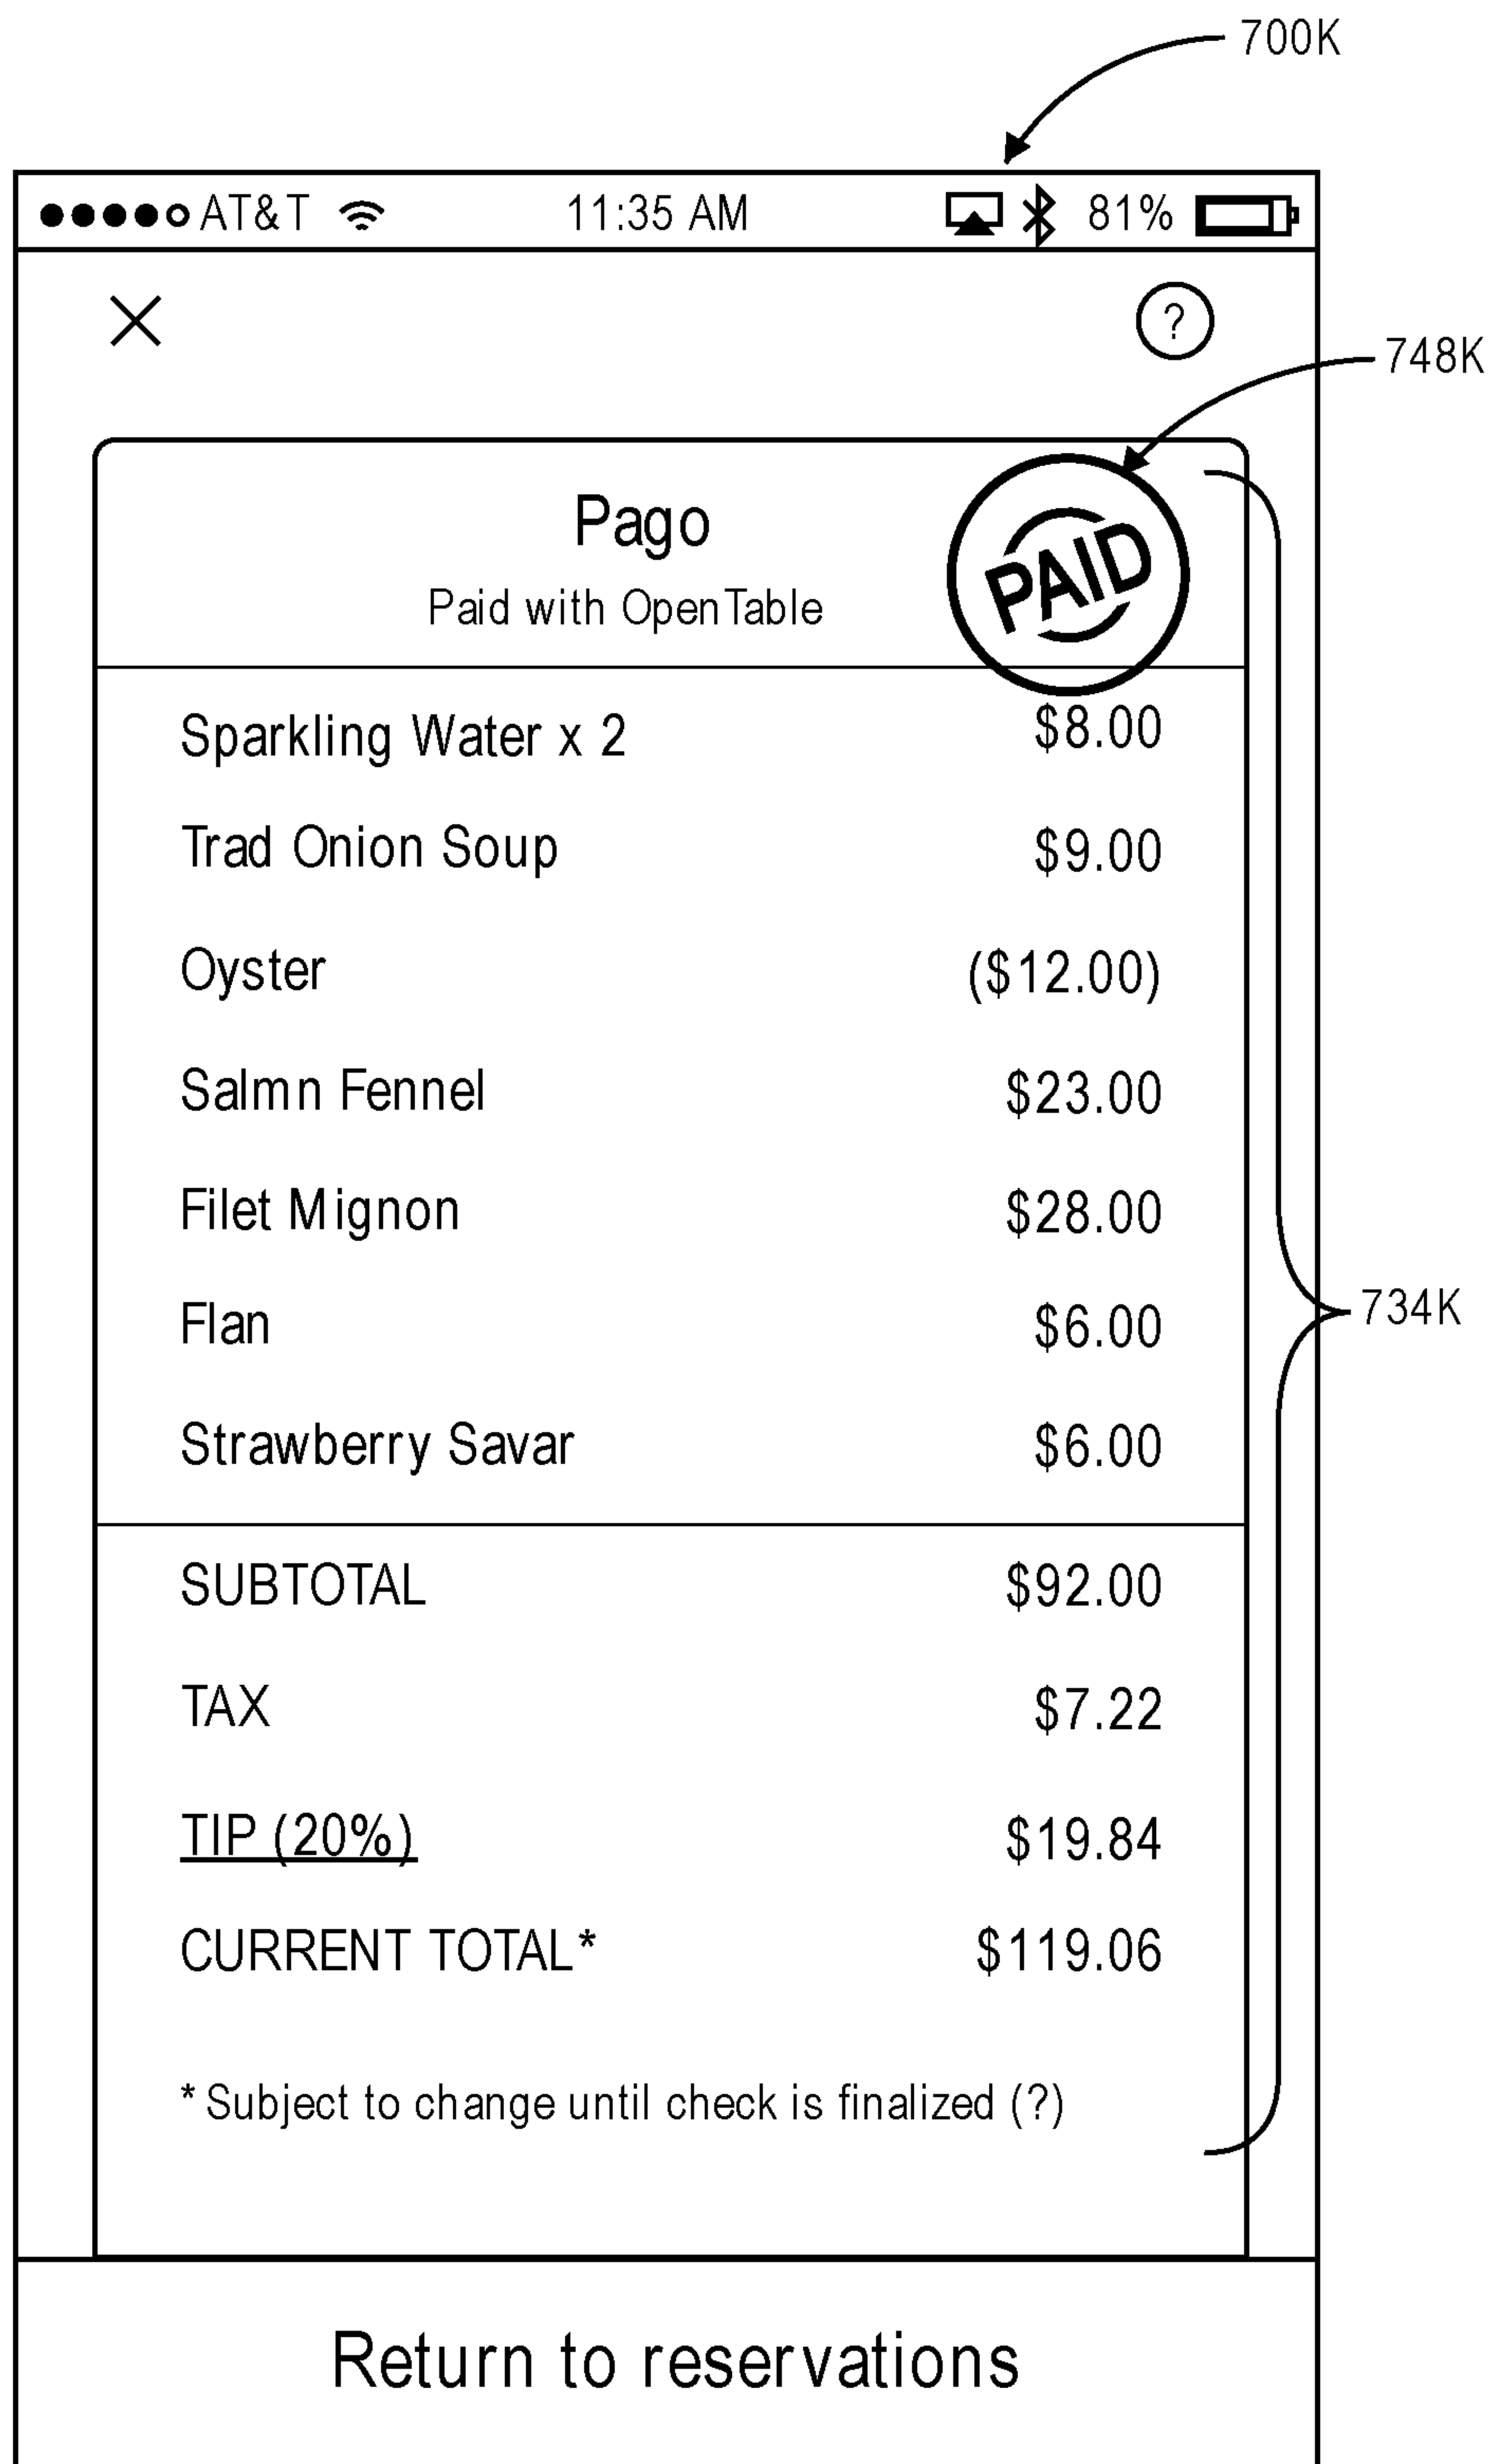 700K
AT&T 11:35 AM 81%
?
748K
Pago
PAID
Paid with OpenTable
Sparkling Water x 2 $8.00
Trad Onion Soup $9.00
Oyster ($12.00)
Salmn Fennel $23.00
Filet Mignon $28.00
Flan $6.00
734K
Strawberry Savar $6.00
SUBTOTAL $92.00
TAX $7.22
TIP (20%) $19.84
CURRENT TOTAL* $119.06
* Subject to change until check is finalized (?)
Return to reservations